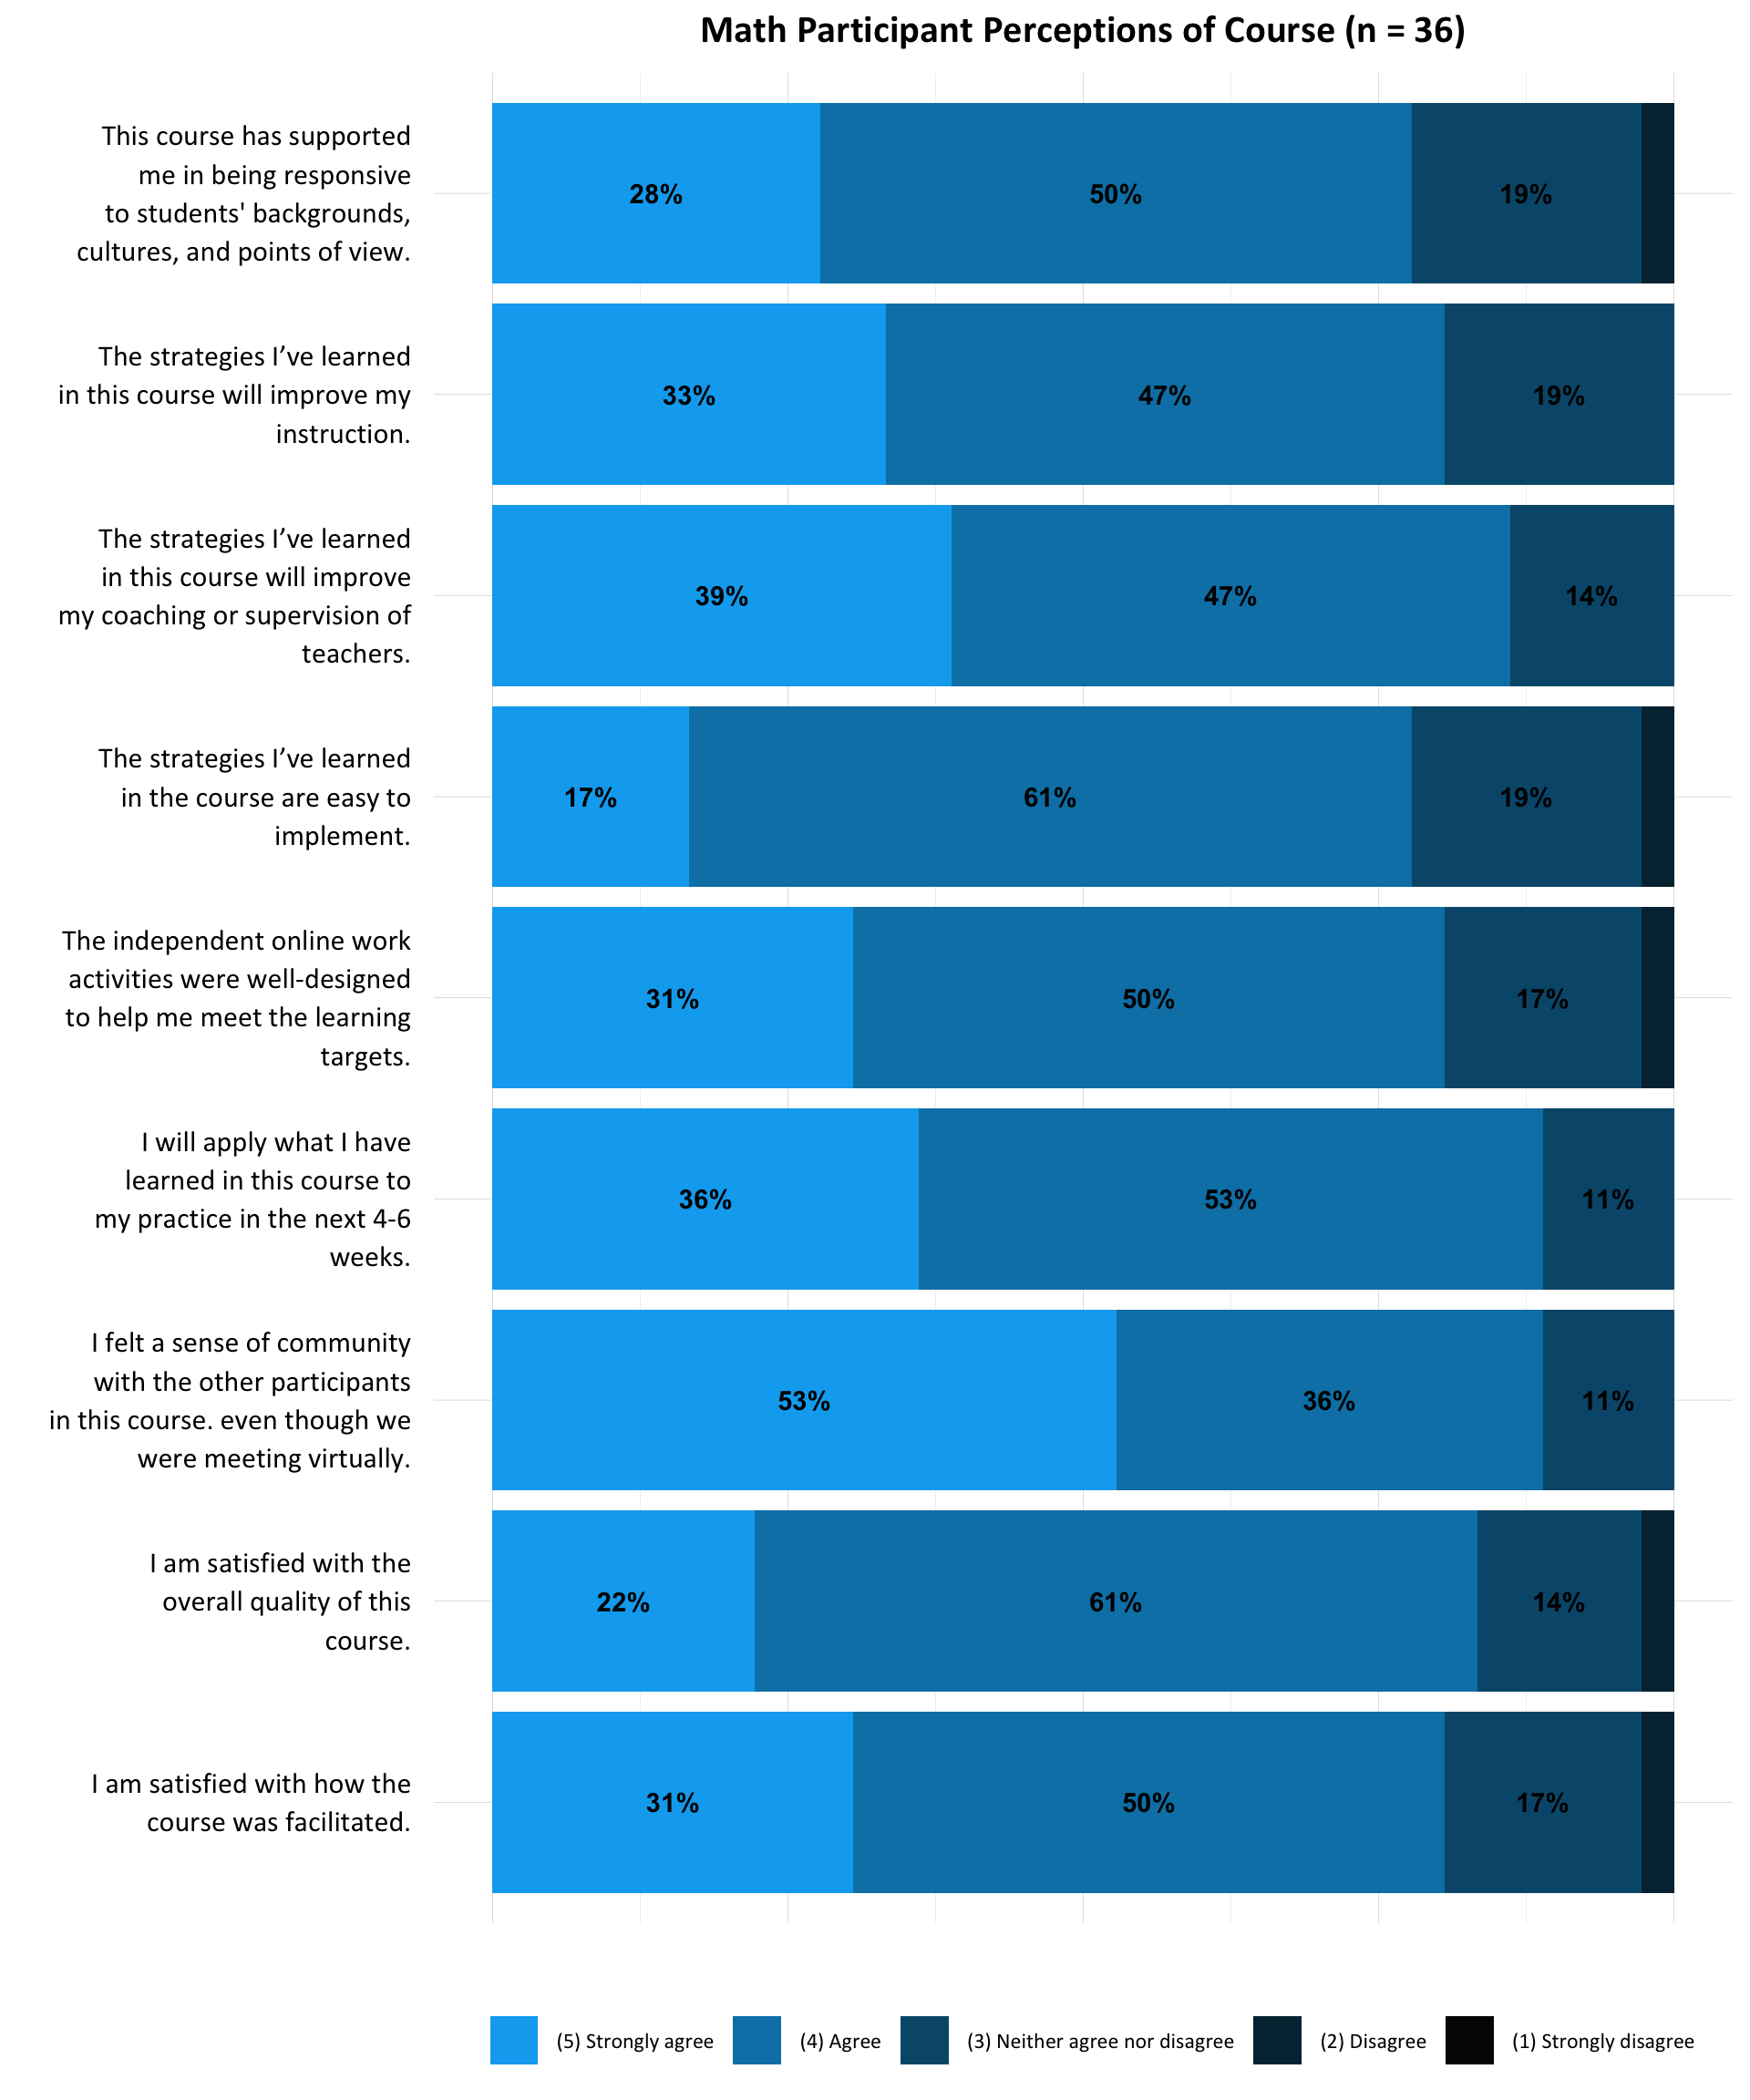 Math Participant Perceptions of Course (n = 36)
This course has supported
me in being responsive
to students' backgrounds,
cultures, and points of view.
28%
50%
19%
The strategies I’ve learned
in this course will improve my
instruction.
33%
47%
19%
The strategies I’ve learned
in this course will improve
my coaching or supervision of
teachers.
39%
47%
14%
The strategies I’ve learned
in the course are easy to
implement.
17%
61%
19%
The independent online work
activities were well-designed
to help me meet the learning
targets.
31%
50%
17%
I will apply what I have
learned in this course to
my practice in the next 4-6
weeks.
36%
53%
11%
I felt a sense of community
with the other participants
in this course. even though we
were meeting virtually.
53%
36%
11%
I am satisfied with the
overall quality of this
course.
22%
61%
14%
I am satisfied with how the
course was facilitated.
31%
50%
17%
(5) Strongly agree
(4) Agree
(3) Neither agree nor disagree
(2) Disagree
(1) Strongly disagree